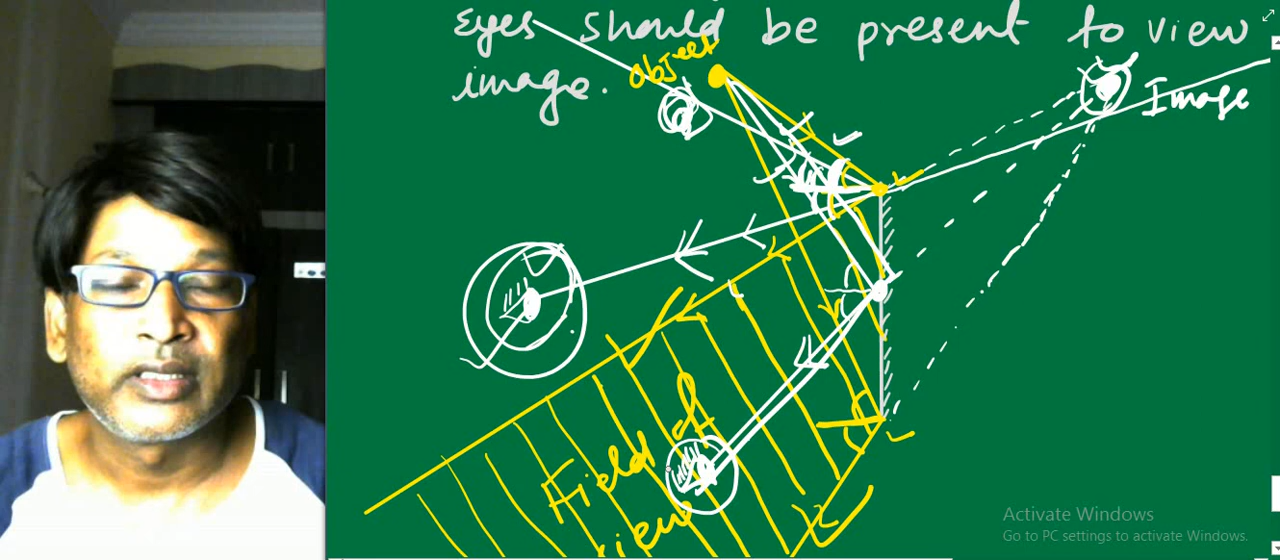 Eyes should be present to view
image.
Object
Image
Field of
view
Activate Windows
Go to PC settings to activate Windows.